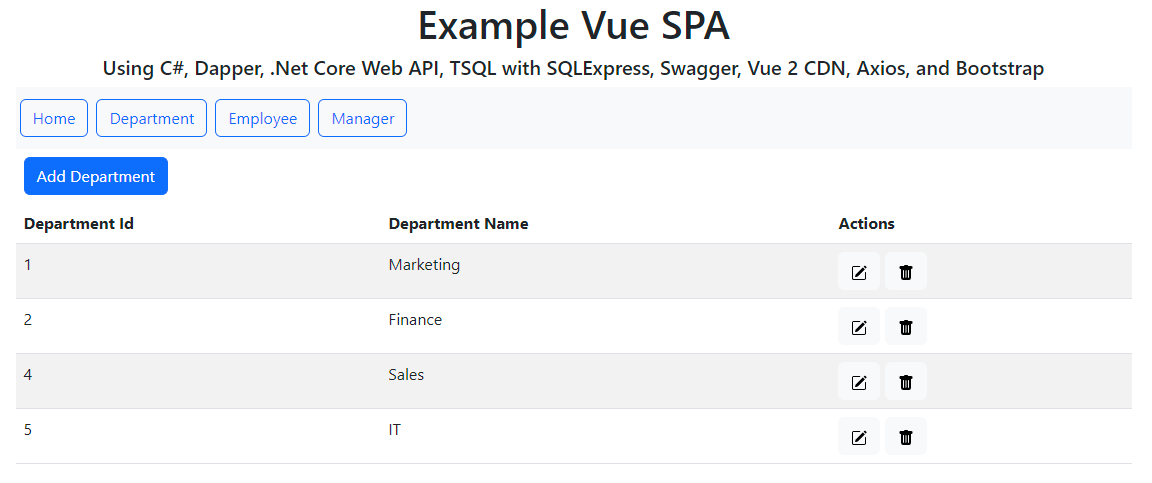 Example Vue SPA
Using C#, Dapper, .Net Core Web API, TSQL with SQLExpress, Swagger, Vue 2 CDN, Axios, and Bootstrap
Home Department Employee Manager
Add Department
Department Id Department Name Actions
1 Marketing
2 Finance
4 Sales
5 IT